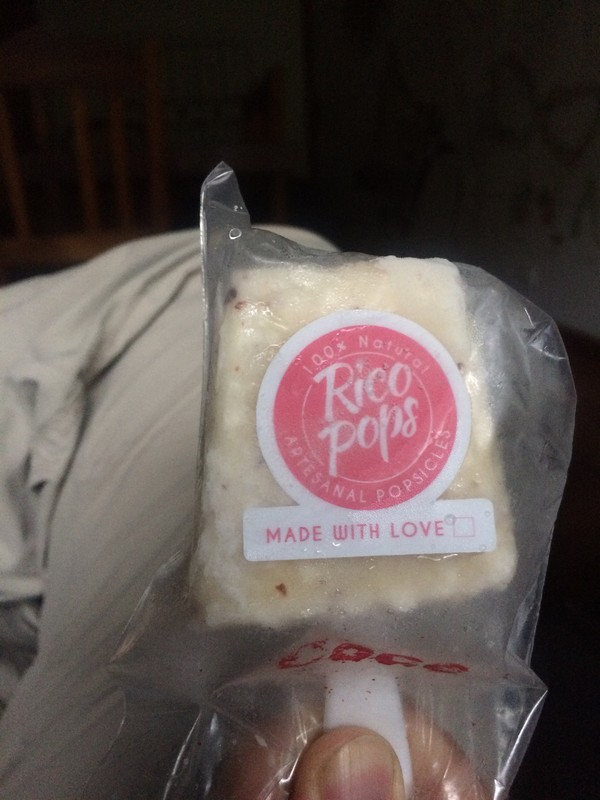 100% Natural
Rico
Pops
ARTESANAL POPSICLES
MADE WITH LOVE
Coco